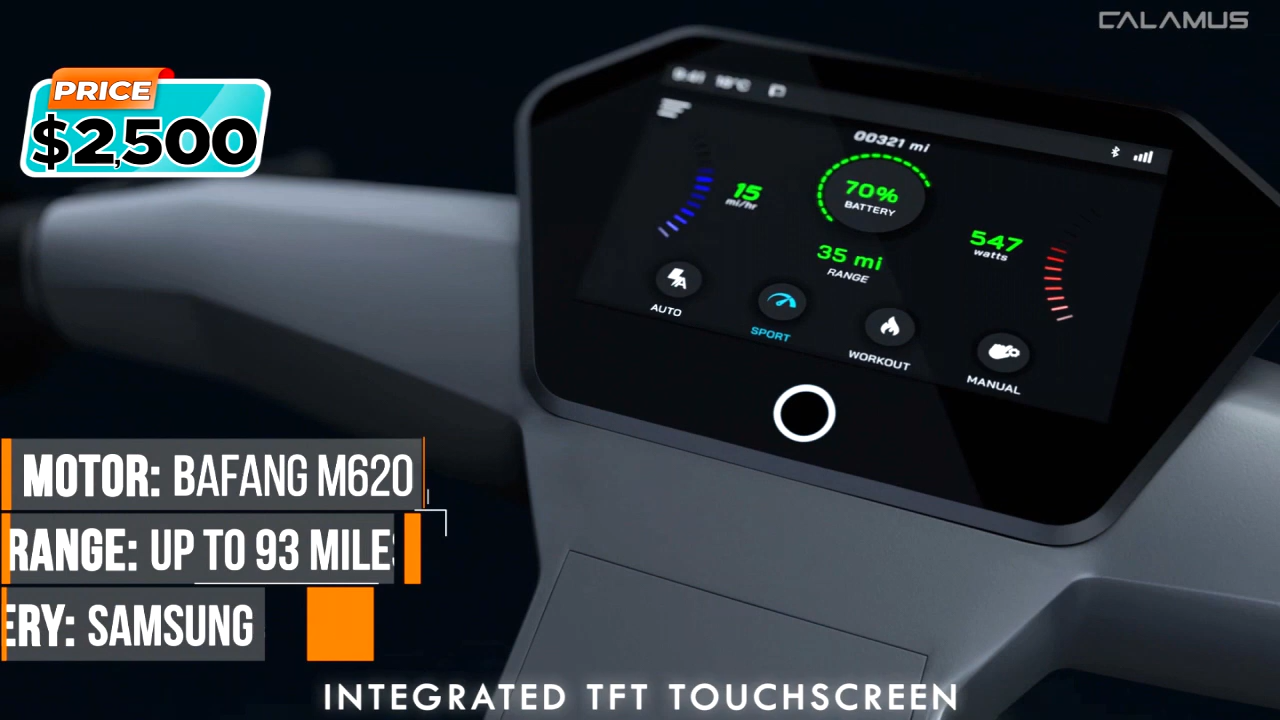 CALAMUS
PRICE
$2,500
18°C
00321 mi
15
mi/hr
70%
BATTERY
547
watts
35 mi
RANGE
AUTO
SPORT
WORKOUT
MANUAL
MOTOR: BAFANG M620
RANGE: UP TO 93 MILES
ERY: SAMSUNG
INTEGRATED TFT TOUCHSCREEN